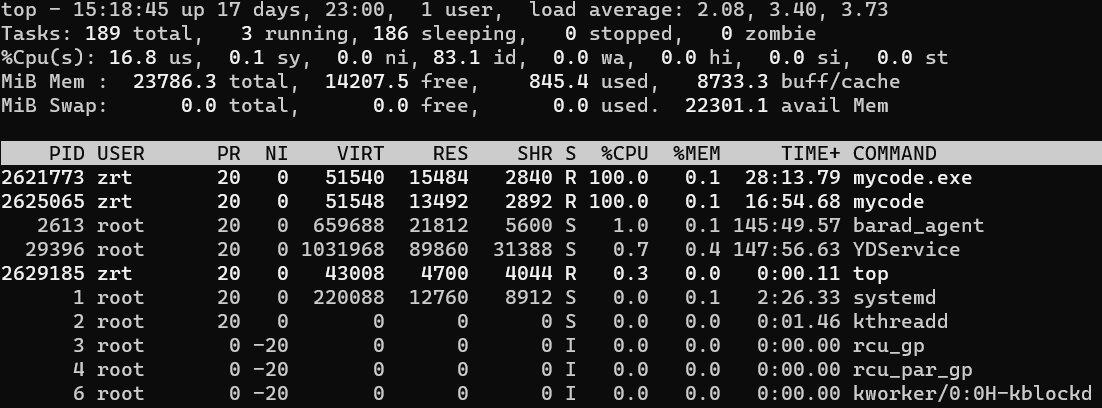 top - 15:18:45 up 17 days, 23:00,  1 user,  load average: 2.08, 3.40, 3.73
Tasks: 189 total,   3 running, 186 sleeping,   0 stopped,   0 zombie
%Cpu(s): 16.8 us,  0.1 sy,  0.0 ni, 83.1 id,  0.0 wa,  0.0 hi,  0.0 si,  0.0 st
MiB Mem :  23786.3 total,  14207.5 free,    845.4 used,   8733.3 buff/cache
MiB Swap:      0.0 total,      0.0 free,      0.0 used.  22301.1 avail Mem
    PID USER      PR  NI    VIRT    RES    SHR S  %CPU  %MEM     TIME+ COMMAND
2621773 zrt       20   0   51540  15484   2840 R 100.0   0.1  28:13.79 mycode.exe
2625065 zrt       20   0   51548  13492   2892 R 100.0   0.1  16:54.68 mycode
   2613 root      20   0  659688  21812   5600 S   1.0   0.1 145:49.57 barad_agent
  29396 root      20   0 1031968  89860  31388 S   0.7   0.4 147:56.63 YDService
2629185 zrt       20   0   43008   4700   4044 R   0.3   0.0   0:00.11 top
      1 root      20   0  220088  12760   8912 S   0.0   0.1   2:26.33 systemd
      2 root      20   0       0      0      0 S   0.0   0.0   0:01.46 kthreadd
      3 root       0 -20       0      0      0 I   0.0   0.0   0:00.00 rcu_gp
      4 root       0 -20       0      0      0 I   0.0   0.0   0:00.00 rcu_par_gp
      6 root       0 -20       0      0      0 I   0.0   0.0   0:00.00 kworker/0:0H-kblockd